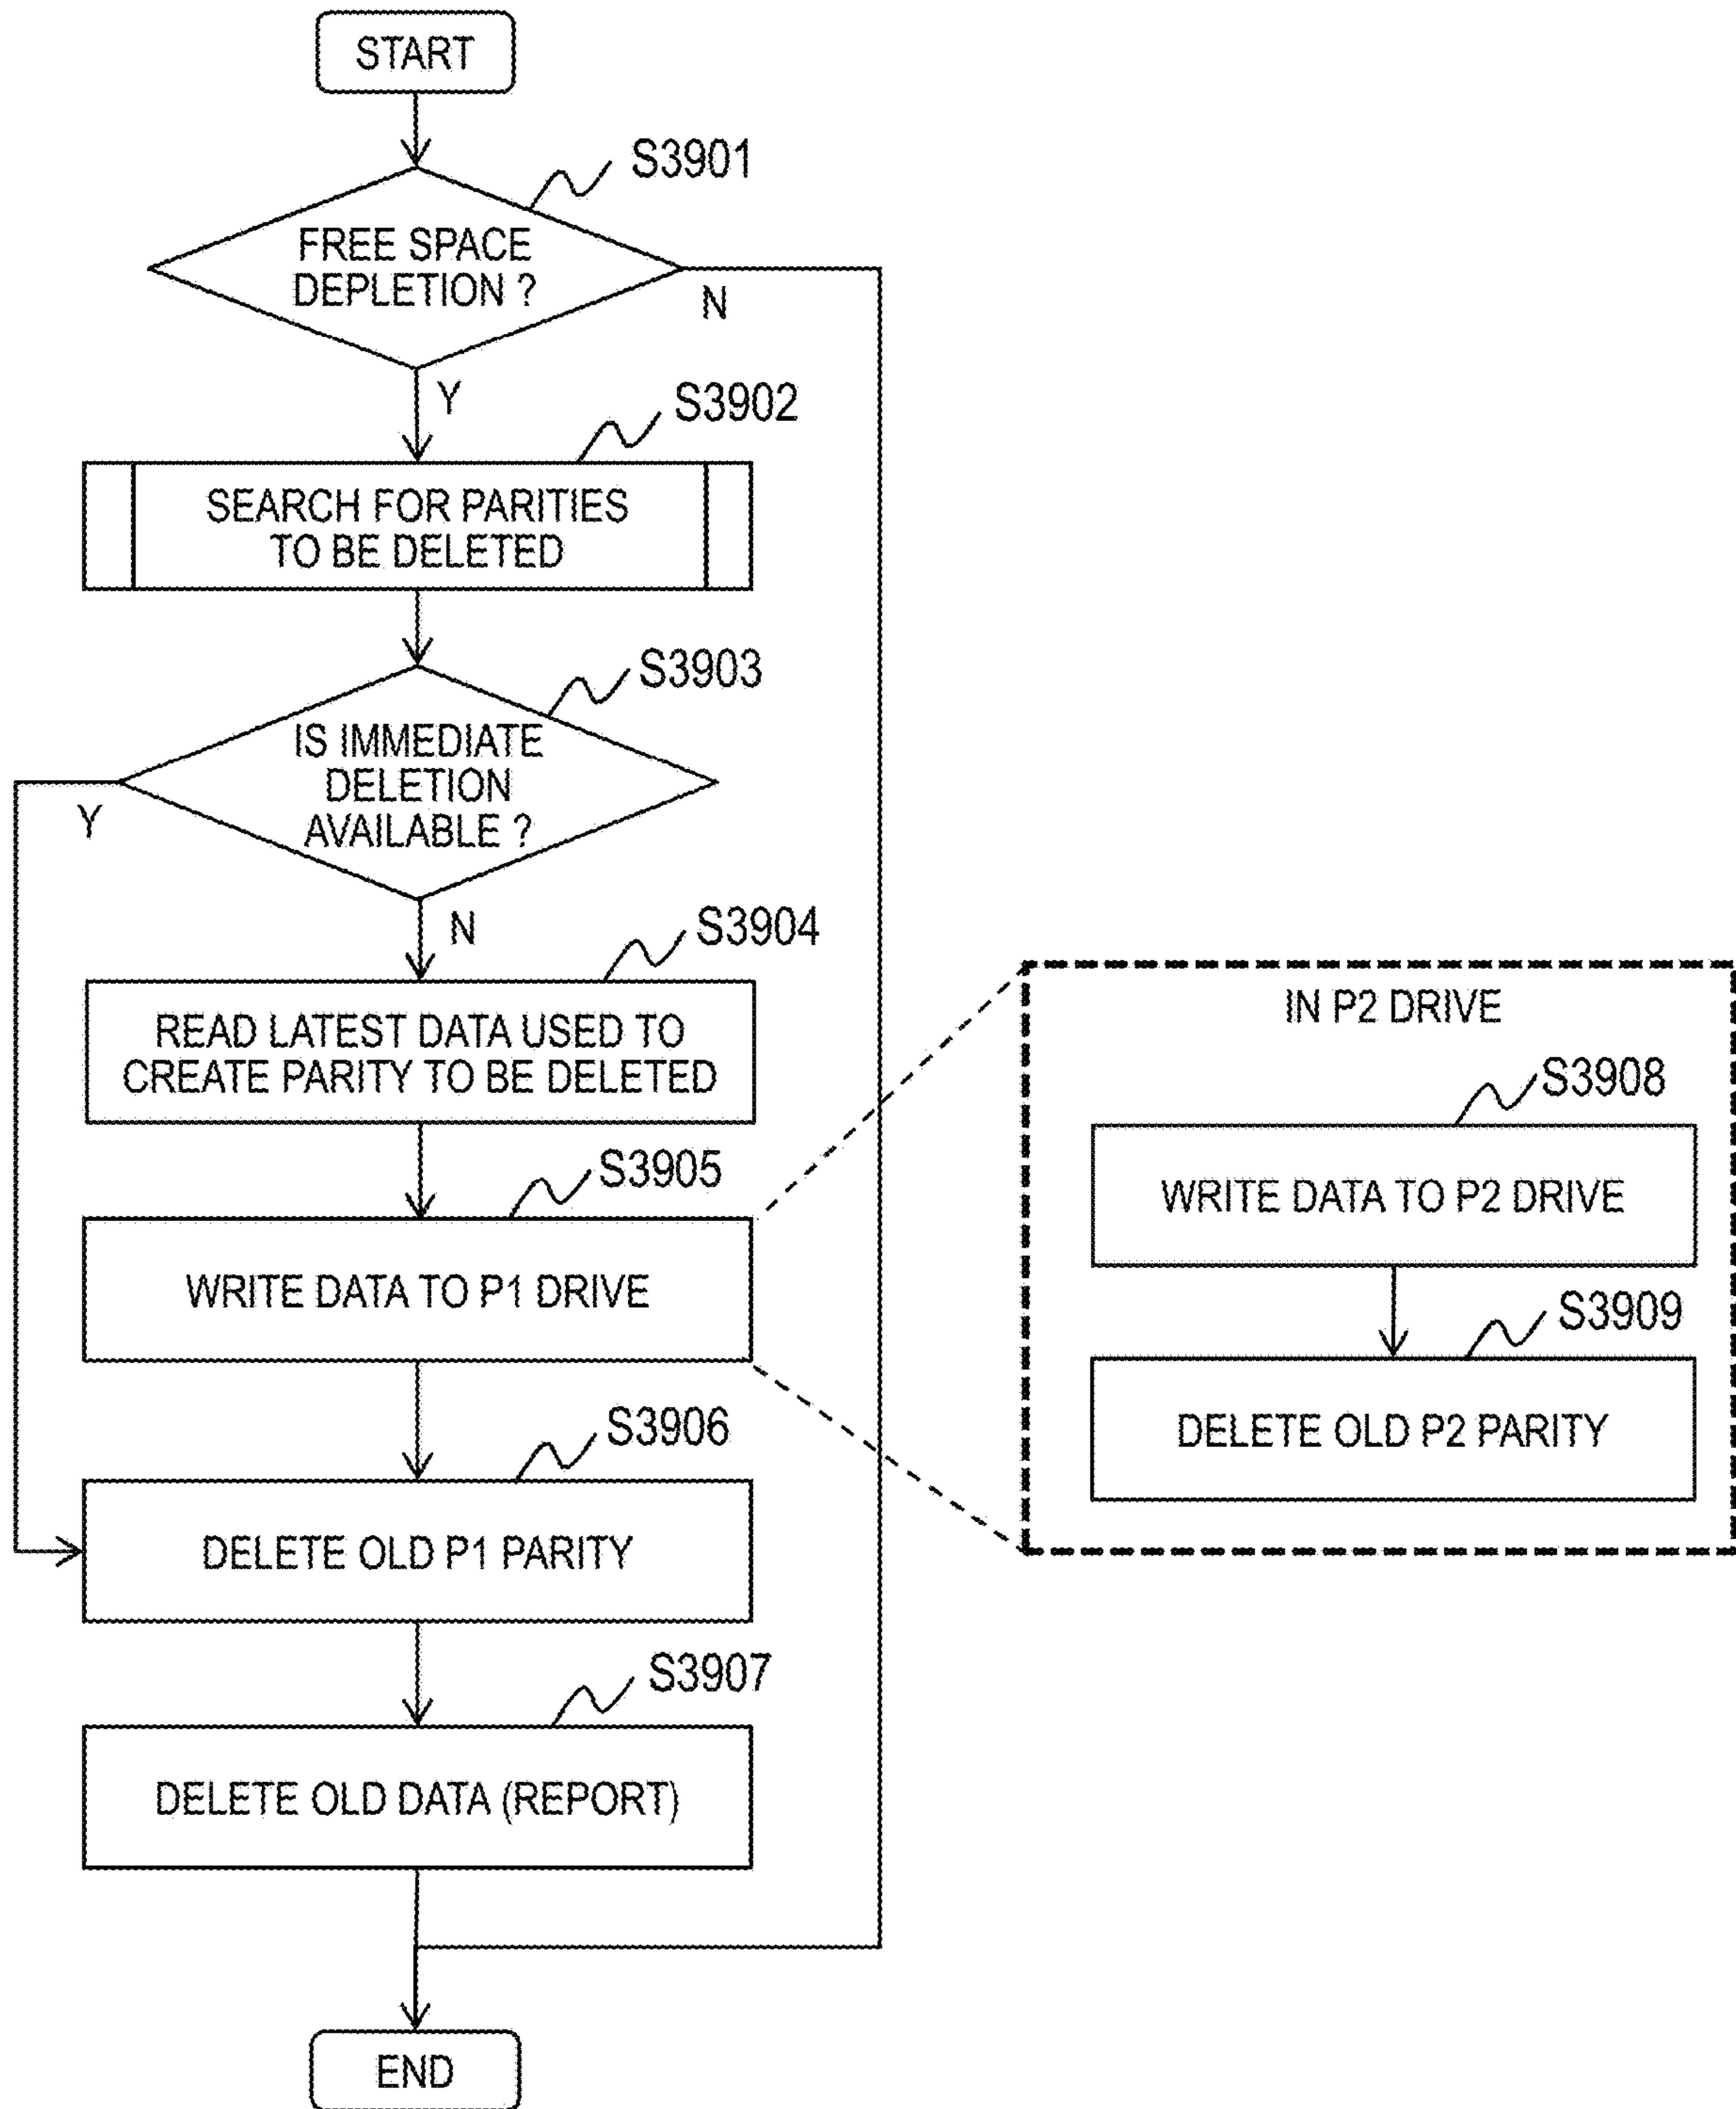 START
S3901
FREE SPACE
DEPLETION ?
N
Y
S3902
SEARCH FOR PARITIES
TO BE DELETED
S3903
IS IMMEDIATE
DELETION
AVAILABLE ?
Y
N
S3904
READ LATEST DATA USED TO
CREATE PARITY TO BE DELETED
S3905
WRITE DATA TO P1 DRIVE
S3906
DELETE OLD P1 PARITY
S3907
DELETE OLD DATA (REPORT)
END
IN P2 DRIVE
S3908
WRITE DATA TO P2 DRIVE
S3909
DELETE OLD P2 PARITY